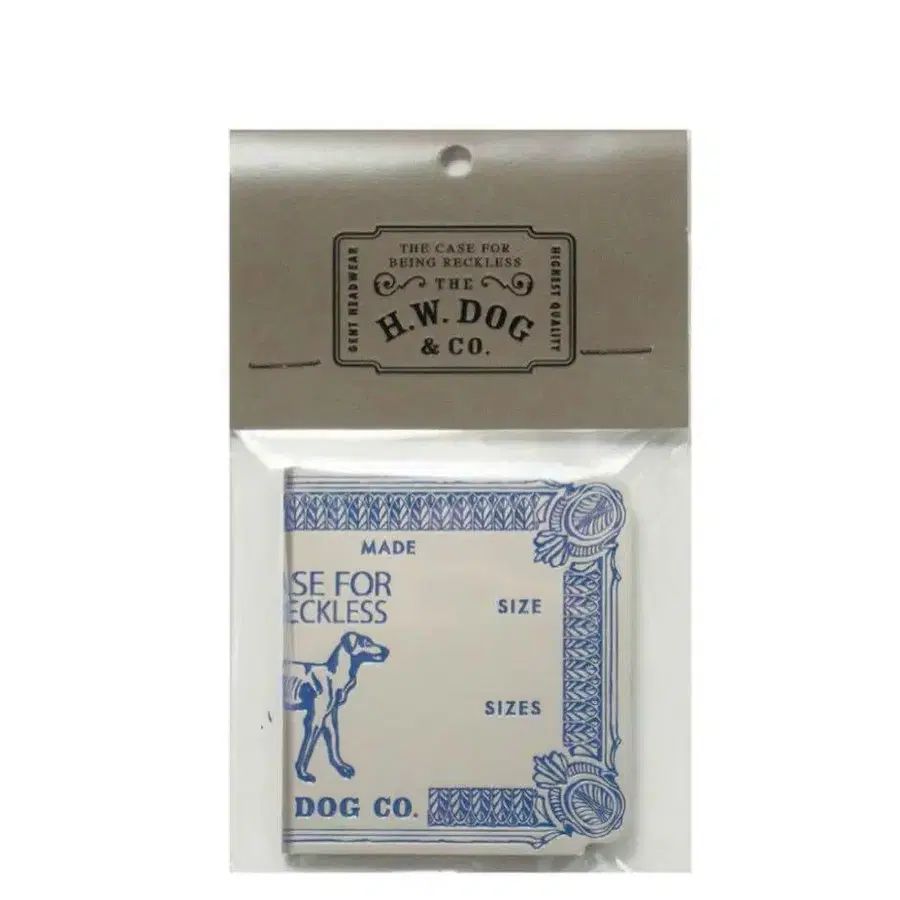 THE CASE FOR
BEING RECKLESS
THE
H.W. DOG
& CO.
GENT HEADWEAR
HIGHEST QUALITY
MADE
SE FOR
ECKLESS
SIZE
SIZES
DOG CO.